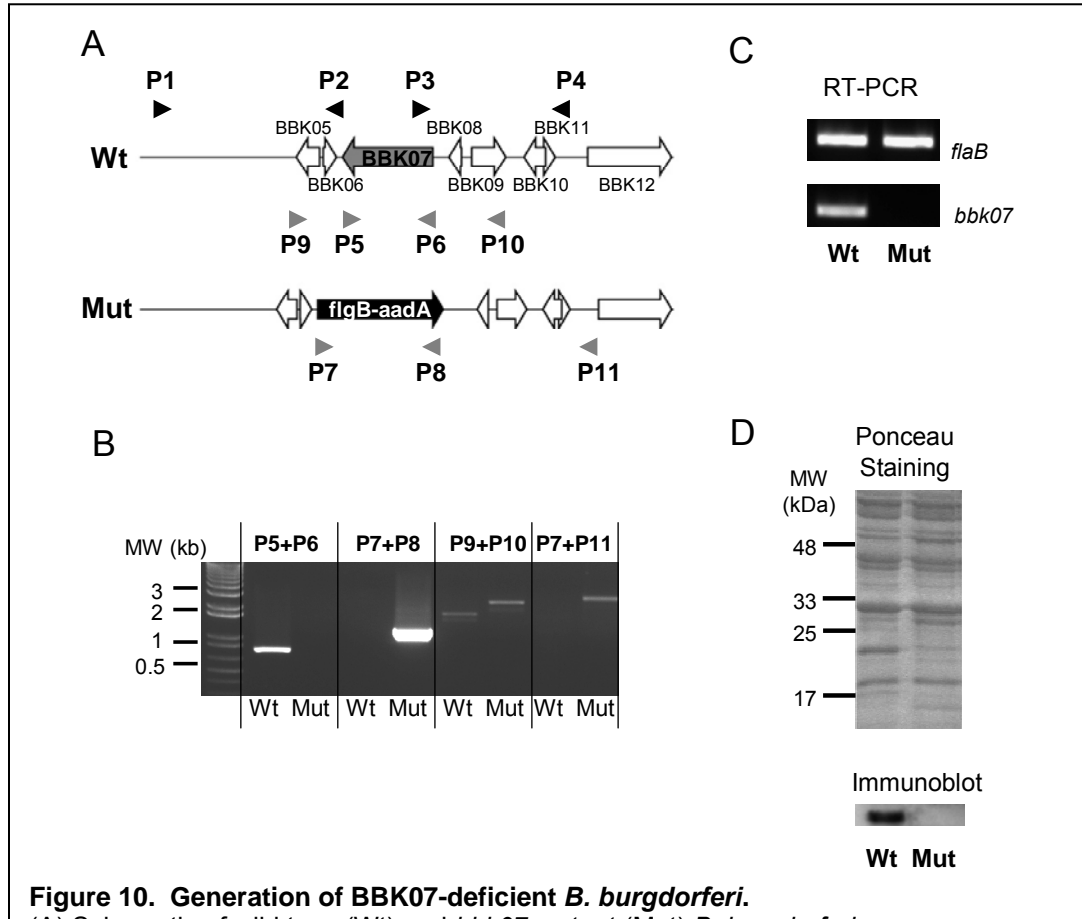 A
P1 P2 P3 P4
BBK05 BBK08 BBK11
Wt BBK07
BBK06 BBK09 BBK10 BBK12
P9 P5 P6 P10
Mut flgB-aadA
P7 P8 P11
B
MW (kb) P5+P6 P7+P8 P9+P10 P7+P11
3
2
1
0.5
Wt Mut Wt Mut Wt Mut Wt Mut
C
RT-PCR
flaB
bbk07
Wt Mut
D
Ponceau
Staining
MW
(kDa)
48
33
25
17
Immunoblot
Wt Mut
Figure 10. Generation of BBK07-deficient B. burgdorferi.